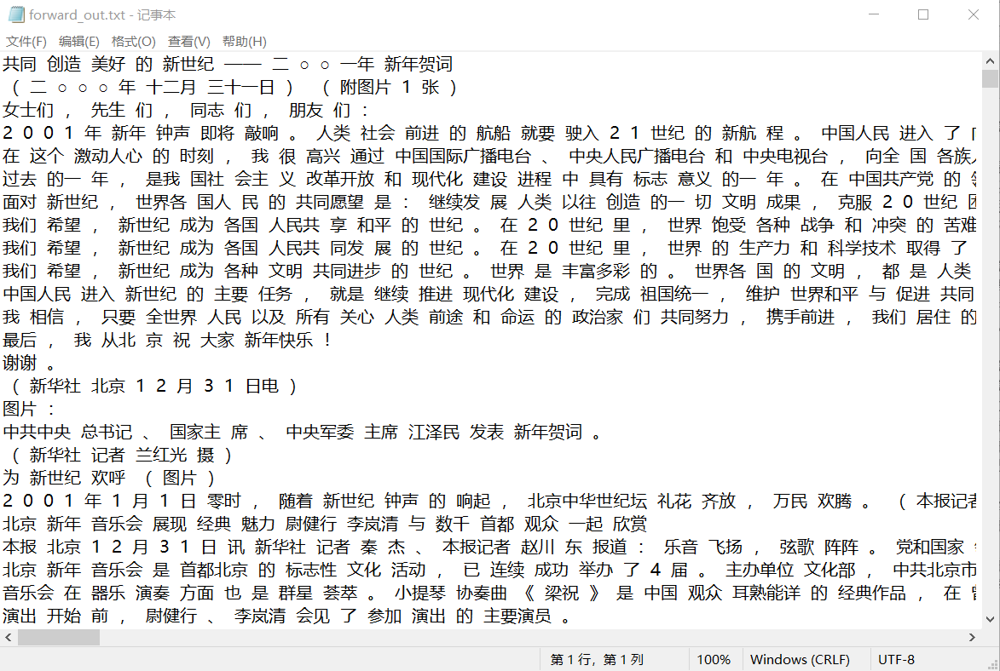 forward_out.txt - 记事本
文件(F) 编辑(E) 格式(O) 查看(V) 帮助(H)
共同 创造 美好 的 新世纪 —— 二 ○ ○ 一年 新年贺词
（ 二 ○ ○ ○ 年 十二月 三十一日 ） （ 附图片 1 张 ）
女士们 ， 先生 们 ， 同志 们 ， 朋友 们 ：
2 0 0 1 年 新年 钟声 即将 敲响 。 人类 社会 前进 的 航船 就要 驶入 2 1 世纪 的 新航 程 。 中国人民 进入 了
在 这个 激动人心 的 时刻 ， 我 很 高兴 通过 中国国际广播电台 、 中央人民广播电台 和 中央电视台 ， 向全 国 各族
过去 的一 年 ， 是我 国社 会主 义 改革开放 和 现代化 建设 进程 中 具有 标志 意义 的一 年 。 在 中国共产党 的
面对 新世纪 ， 世界各 国人 民 的 共同愿望 是 ： 继续发 展 人类 以往 创造 的一 切 文明 成果 ， 克服 2 0 世纪
我们 希望 ， 新世纪 成为 各国 人民共 享 和平 的 世纪 。 在 2 0 世纪 里 ， 世界 饱受 各种 战争 和 冲突 的 苦难
我们 希望 ， 新世纪 成为 各国 人民共 同发 展 的 世纪 。 在 2 0 世纪 里 ， 世界 的 生产力 和 科学技术 取得 了
我们 希望 ， 新世纪 成为 各种 文明 共同进步 的 世纪 。 世界 是 丰富多彩 的 。 世界各 国 的 文明 ， 都 是 人类
中国人民 进入 新世纪 的 主要 任务 ， 就是 继续 推进 现代化 建设 ， 完成 祖国统一 ， 维护 世界和平 与 促进 共同
我 相信 ， 只要 全世界 人民 以及 所有 关心 人类 前途 和 命运 的 政治家 们 共同努力 ， 携手前进 ， 我们 居住 的
最后 ， 我 从北 京 祝 大家 新年快乐 ！
谢谢 。
（ 新华社 北京 1 2 月 3 1 日电 ）
图片 ：
中共中央 总书记 、 国家主 席 、 中央军委 主席 江泽民 发表 新年贺词 。
（ 新华社 记者 兰红光 摄 ）
为 新世纪 欢呼 （ 图片 ）
2 0 0 1 年 1 月 1 日 零时 ， 随着 新世纪 钟声 的 响起 ， 北京中华世纪坛 礼花 齐放 ， 万民 欢腾 。 （ 本报记者
北京 新年 音乐会 展现 经典 魅力 尉健行 李岚清 与 数千 首都 观众 一起 欣赏
本报 北京 1 2 月 3 1 日 讯 新华社 记者 秦 杰 、 本报记者 赵川 东 报道 ： 乐音 飞扬 ， 弦歌 阵阵 。 党和国家
北京 新年 音乐会 是 首都北京 的 标志性 文化 活动 ， 已 连续 成功 举办 了 4 届 。 主办单位 文化部 ， 中共北京市
音乐会 在 器乐 演奏 方面 也 是 群星 荟萃 。 小提琴 协奏曲 《 梁祝 》 是 中国 观众 耳熟能详 的 经典作品 ， 在
演出 开始 前 ， 尉健行 、 李岚清 会见 了 参加 演出 的 主要演员 。
第 1 行，第 1 列 100% Windows (CRLF) UTF-8